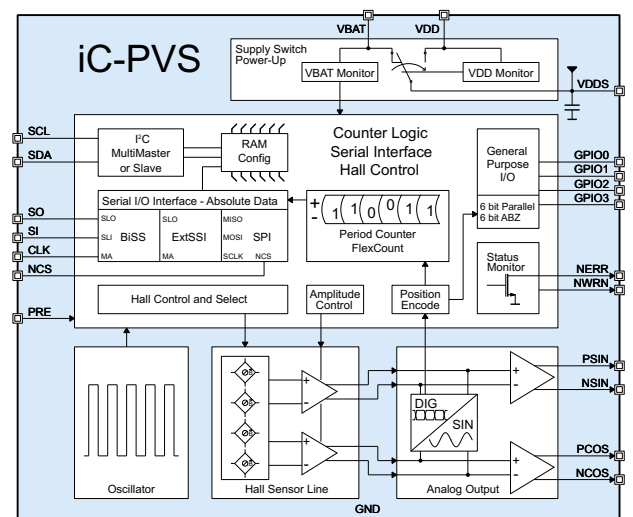 VBAT
VDD
iC-PVS
Supply Switch
Power-Up
VBAT Monitor
VDD Monitor
VDDS
SCL
SDA
I²C
MultiMaster
or Slave
RAM
Config
Counter Logic
Serial Interface
Hall Control
General
Purpose
I/O
6 bit Parallel
6 bit ABZ
GPIO0
GPIO1
GPIO2
GPIO3
Serial I/O Interface - Absolute Data
SLO
SLO
MISO
SLI
BiSS
ExtSSI
MOSI
SPI
MA
MA
SCLK
NCS
+
-
1
1
0
0
1
1
Period Counter
FlexCount
SO
SI
CLK
NCS
Status
Monitor
NERR
NWRN
PRE
Hall Control and Select
Amplitude
Control
Position
Encode
Oscillator
+
-
+
-
Hall Sensor Line
DIG
SIN
+
-
+
-
Analog Output
PSIN
NSIN
PCOS
NCOS
GND